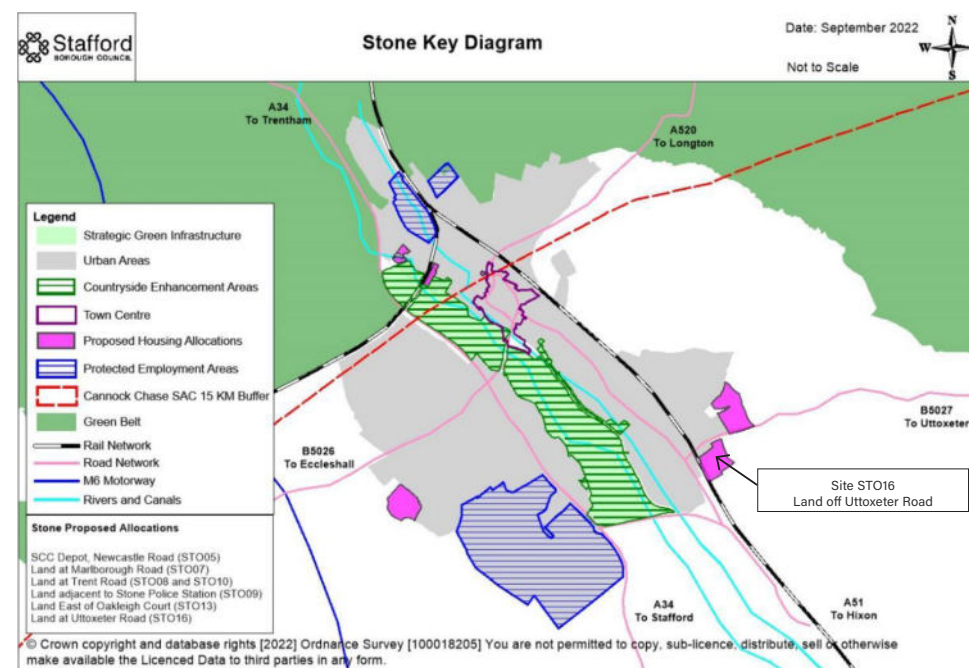 Stafford
BOROUGH COUNCIL
Stone Key Diagram
Date: September 2022
Not to Scale
N
W
E
S
A34
To Trentham
A520
To Longton
Legend
Strategic Green Infrastructure
Urban Areas
Countryside Enhancement Areas
Town Centre
Proposed Housing Allocations
Protected Employment Areas
Cannock Chase SAC 15 KM Buffer
Green Belt
Rail Network
Road Network
M6 Motorway
Rivers and Canals
B5027
To Uttoxeter
B5026
To Eccleshall
Site STO16
Land off Uttoxeter Road
Stone Proposed Allocations
SCC Depot, Newcastle Road (STO05)
Land at Marlborough Road (STO07)
Land at Trent Road (STO08 and STO10)
Land adjacent to Stone Police Station (STO09)
Land East of Oakleigh Court (STO13)
Land at Uttoxeter Road (STO16)
A34
To Stafford
A51
To Hixon
© Crown copyright and database rights [2022] Ordnance Survey [100018205] You are not permitted to copy, sub-licence, distribute, sell or otherwise
make available the Licenced Data to third parties in any form.